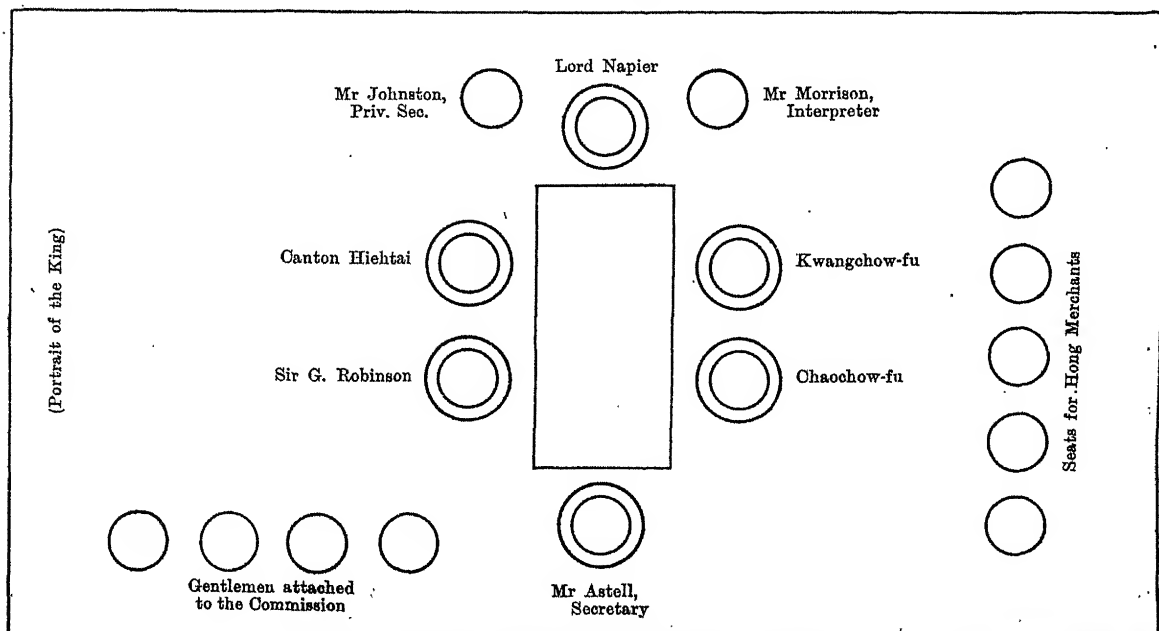 Lord Napier
Mr Johnston,
Priv. Sec.
Mr Morrison,
Interpreter
(Portrait of the King)
Canton Hiehtai
Kwangchow-fu
Sir G. Robinson
Chaochow-fu
Seats for Hong Merchants
Gentlemen attached
to the Commission
Mr Astell,
Secretary